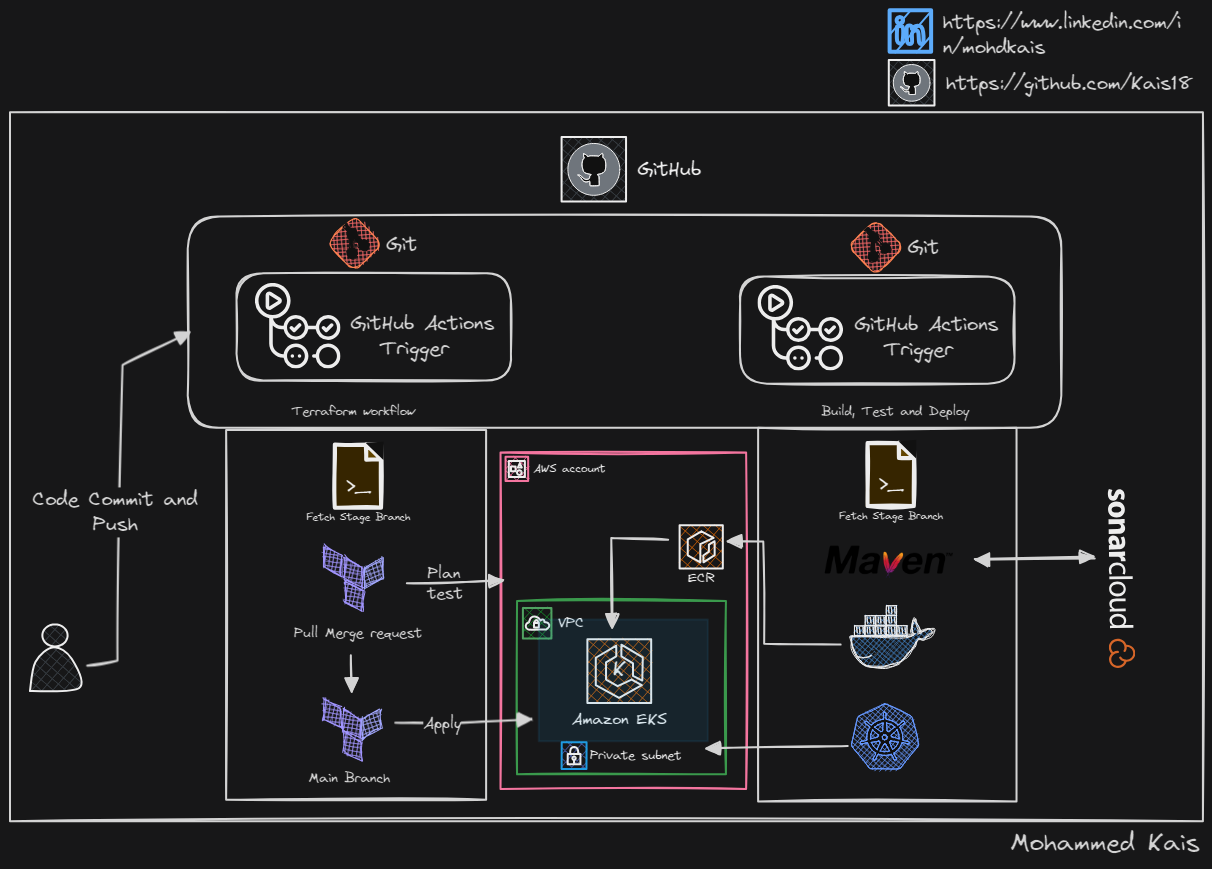 https://www.linkedin.com/i
n/mohdkais
https://github.com/Kais18
GitHub
Git
Git
GitHub Actions
Trigger
GitHub Actions
Trigger
Terraform workflow
Build, Test and Deploy
Code Commit and
Push
Fetch Stage Branch
Plan
test
Pull Merge request
Apply
Main Branch
AWS account
ECR
VPC
K
Amazon EKS
Private subnet
Fetch Stage Branch
Maven™
sonarcloud
in
Mohammed Kais